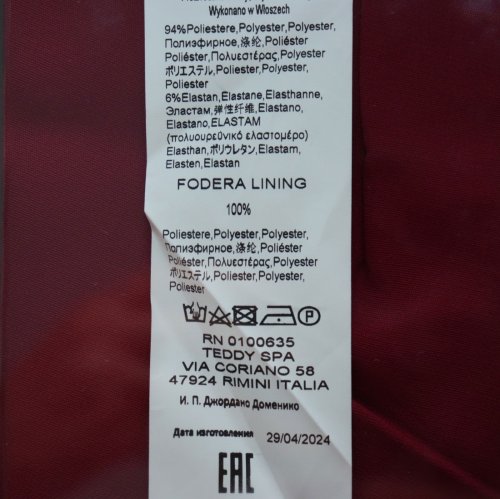 Wykonano w Wloszech
94%Poliestere,Polyester,Polyester,
Полиэфирное,涤纶,Poliéster
Poliéster,Πολυεστέρας,Polyester
ポリエステル,Poliester,Polyester,
Poliester
6%Elastan,Elastane,Elasthanne,
Эластам,弹性纤维,Elastano,
Elastano,ELASTAM
(πολυουρεθνικό ελαστομέρο)
Elasthan,ポリウレタン,Elastam,
Elasten,Elastan
FODERA LINING
100%
Poliestere,Polyester,Polyester,
Полиэфирное,涤纶,Poliéster
Poliéster,Πολυεστέρας,Polyester
ポリエステル,Poliester,Polyester,
Poliester
P
RN 0100635
TEDDY SPA
VIA CORIANO 58
47924 RIMINI ITALIA
И. П. Джордано Доменико
Дата изготовления 29/04/2024
EAC